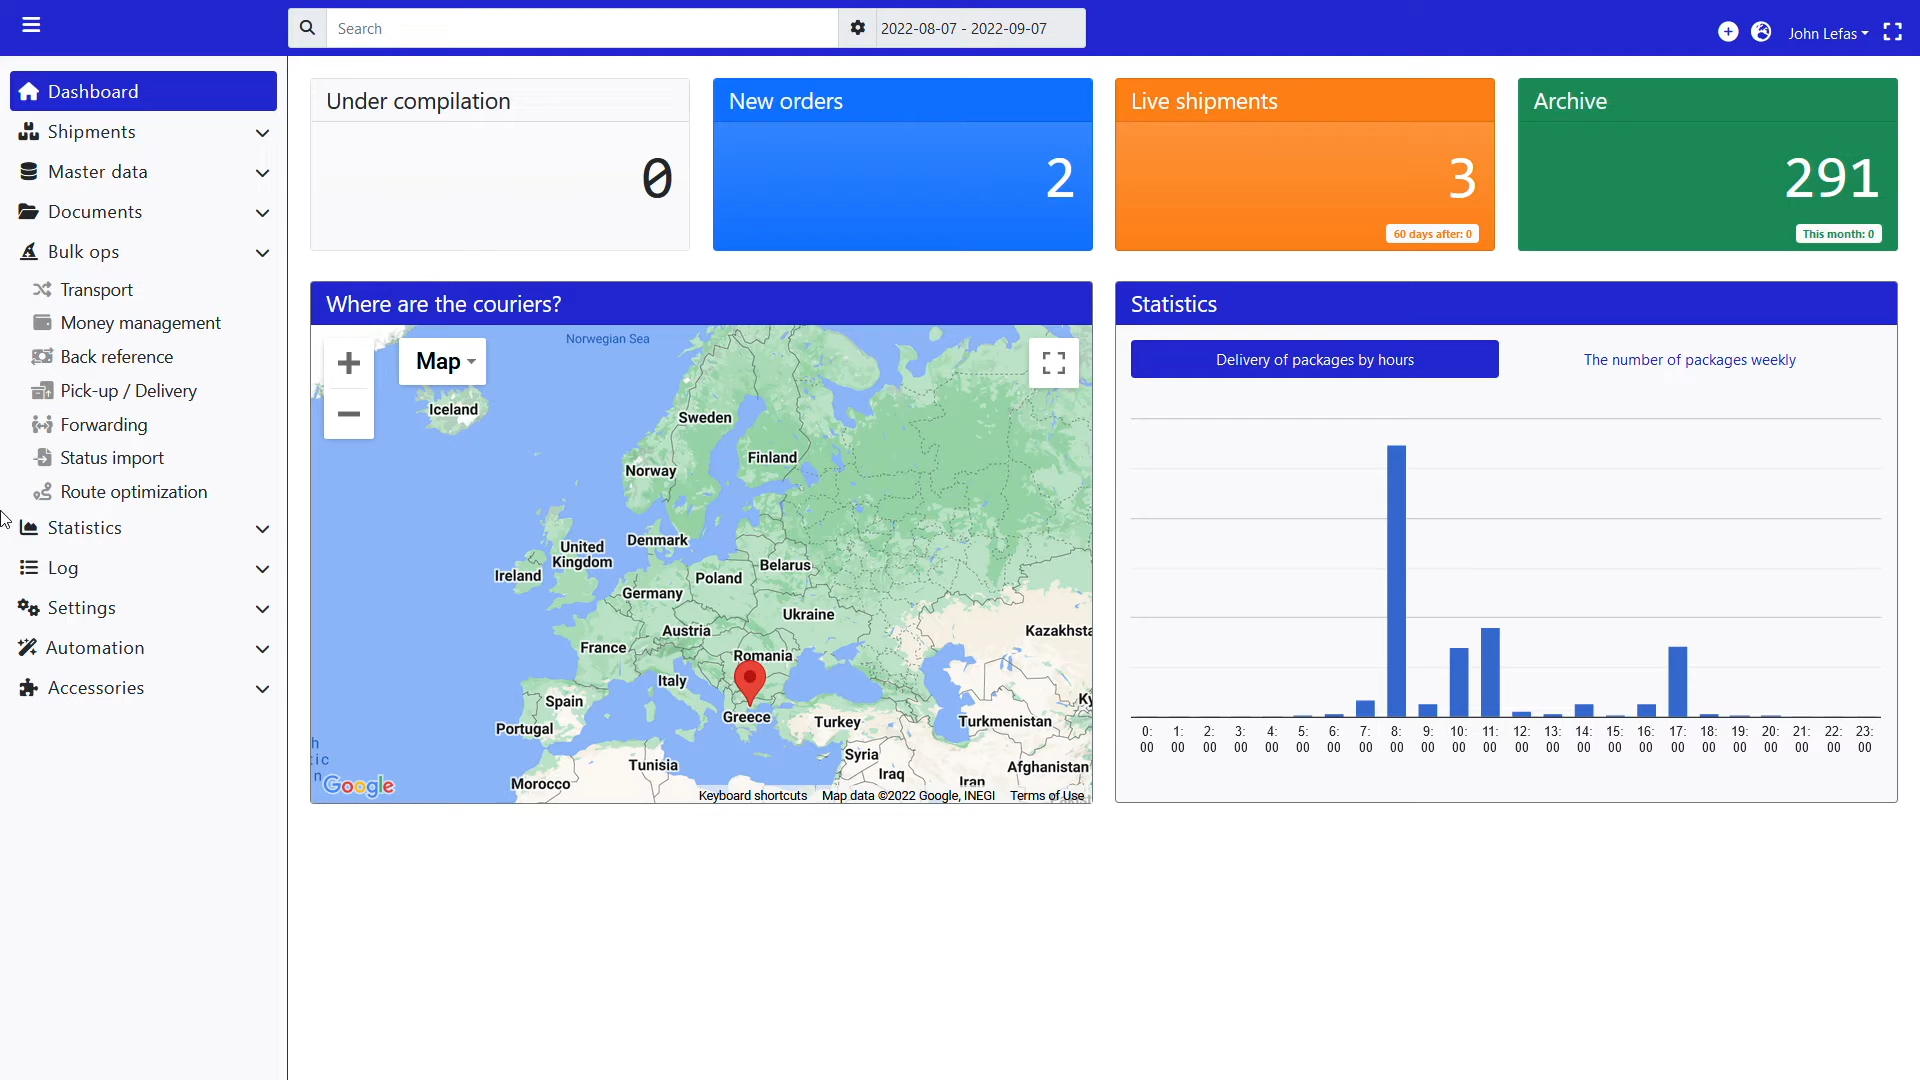 Search
2022-08-07 - 2022-09-07
John Lefas
Dashboard
Shipments
Master data
Documents
Bulk ops
Transport
Money management
Back reference
Pick-up / Delivery
Forwarding
Status import
Route optimization
Statistics
Log
Settings
Automation
Accessories
Under compilation
0
New orders
2
Live shipments
3
60 days after: 0
Archive
291
This month: 0
Where are the couriers?
Map
Norwegian Sea
Iceland
Sweden
Finland
Norway
Denmark
United
Kingdom
Ireland
Belarus
Poland
Germany
Ukraine
Austria
Kazakhsta
France
Romania
Italy
Spain
Ky
Greece
Portugal
Turkey
Turkmenistan
h
tic
n
Syria
Tunisia
Afghanistan
Iraq
Iran
Morocco
Google
Keyboard shortcuts
Map data ©2022 Google, INEGI
Terms of Use
Statistics
Delivery of packages by hours
The number of packages weekly
0: 1: 2: 3: 4: 5: 6: 7: 8: 9: 10: 11: 12: 13: 14: 15: 16: 17: 18: 19: 20: 21: 22: 23:
00 00 00 00 00 00 00 00 00 00 00 00 00 00 00 00 00 00 00 00 00 00 00 00